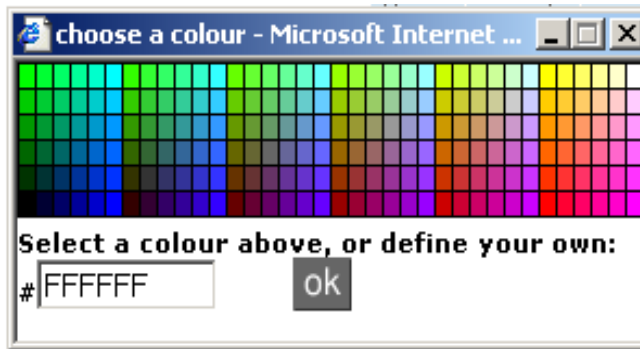 choose a colour - Microsoft Internet ...
Select a colour above, or define your own:
#FFFFFF
ok